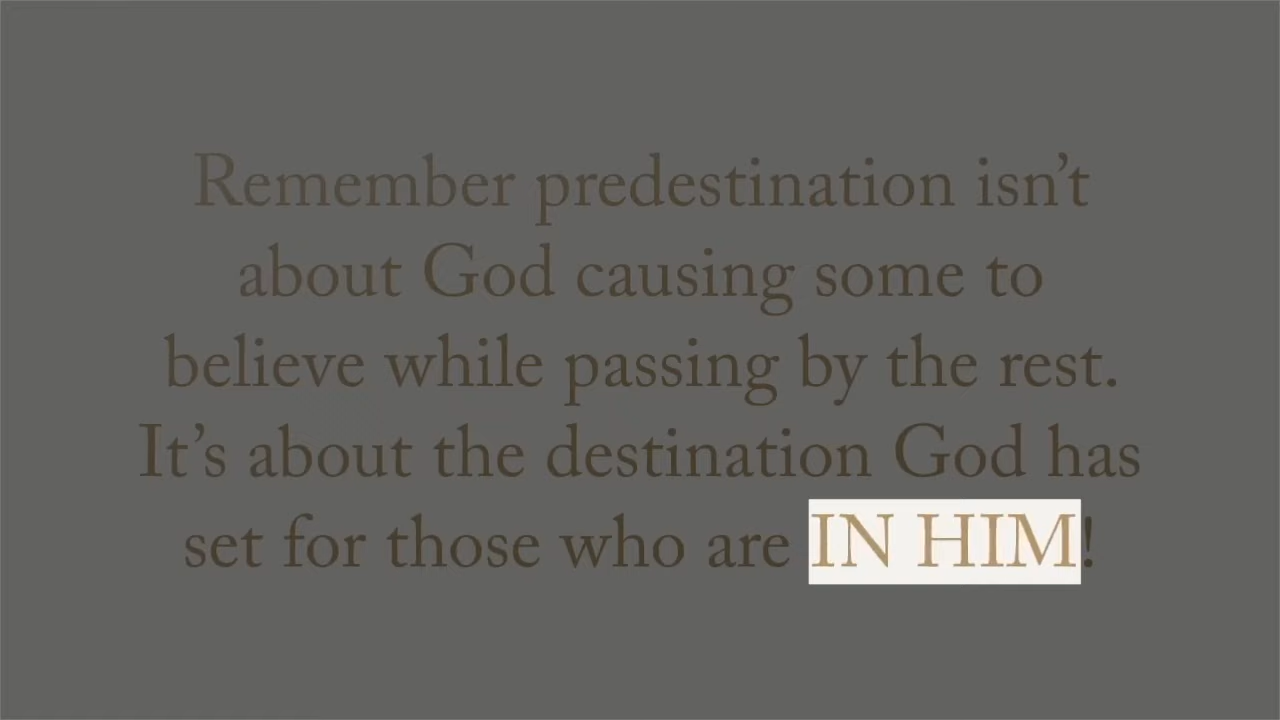 Remember predestination isn’t
about God causing some to
believe while passing by the rest.
It’s about the destination God has
set for those who are IN HIM!